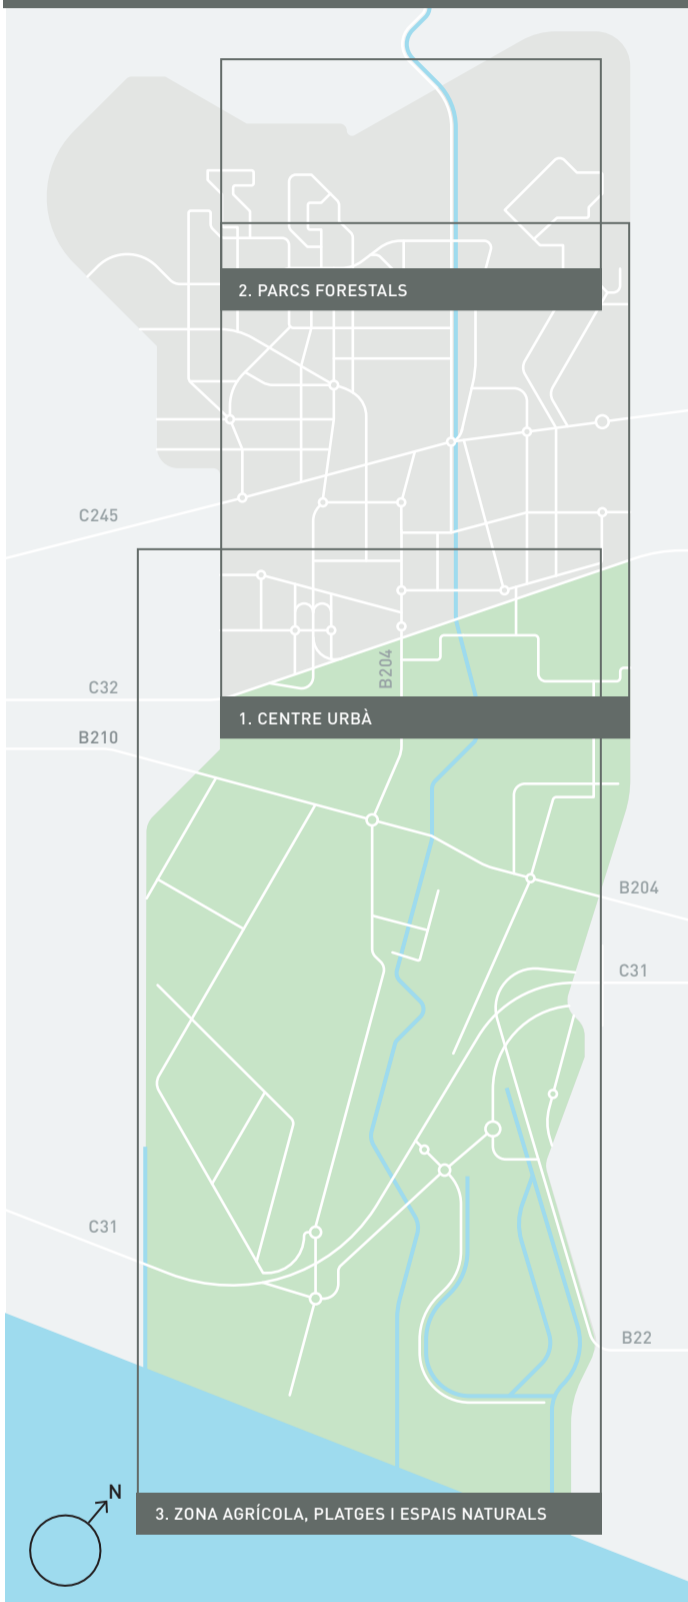 2. PARCS FORESTALS
C245
B204
C32
1. CENTRE URBÀ
B210
B204
C31
C31
B22
N
3. ZONA AGRÍCOLA, PLATGES I ESPAIS NATURALS